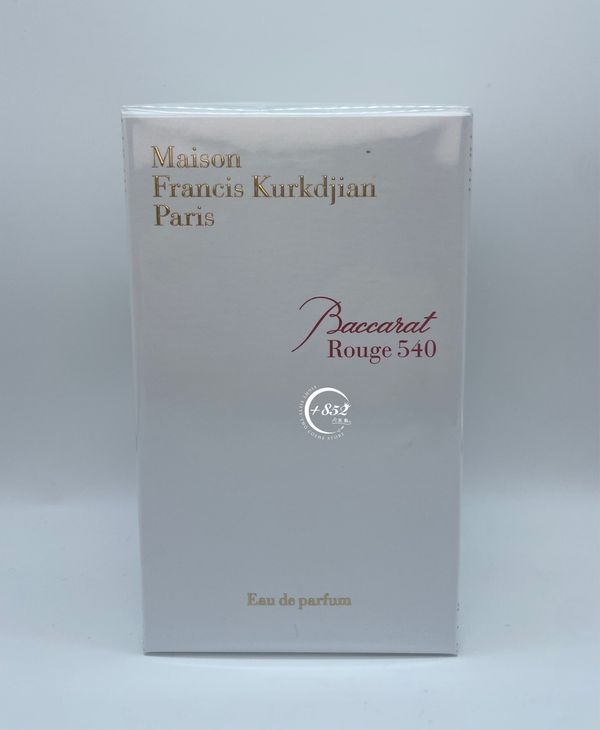 Maison
Francis Kurkdjian
Paris
Baccarat
Rouge 540
+852
Eau de parfum